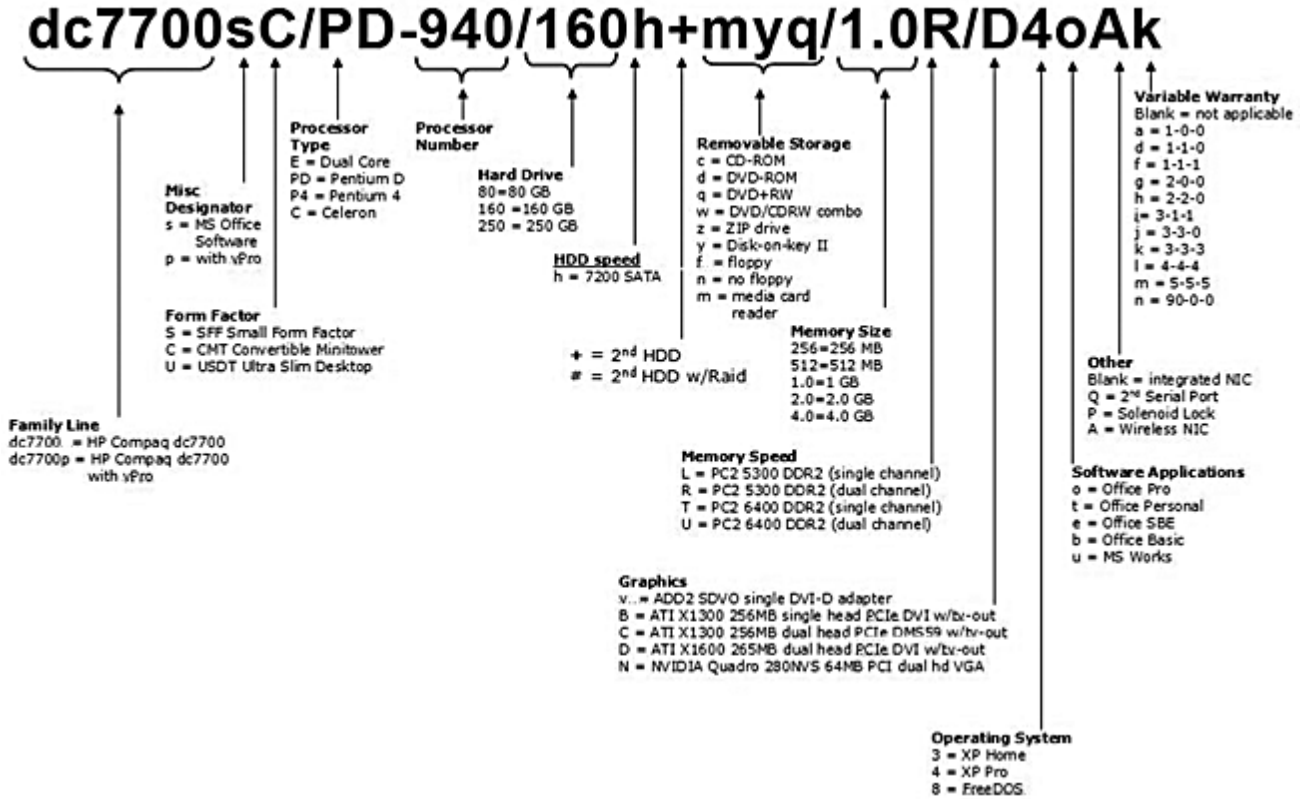 dc7700sC/PD-940/160h+myq/1.0R/D4oAk
Variable Warranty
Blank = not applicable
a = 1-0-0
d = 1-1-0
f = 1-1-1
g = 2-0-0
h = 2-2-0
i= 3-1-1
j = 3-3-0
k = 3-3-3
l = 4-4-4
m = 5-5-5
n = 90-0-0
Processor
Type
E = Dual Core
PD = Pentium D
P4 = Pentium 4
C = Celeron
Processor
Number
Removable Storage
c = CD-ROM
d = DVD-ROM
q = DVD+RW
w = DVD/CDRW combo
z = ZIP drive
y = Disk-on-key II
f = floppy
n = no floppy
m = media card
reader
Hard Drive
80=80 GB
160 =160 GB
250 = 250 GB
Misc
Designator
s = MS Office
Software
p = with vPro
HDD speed
h = 7200 SATA
Form Factor
S = SFF Small Form Factor
C = CMT Convertible Minitower
U = USDT Ultra Slim Desktop
Memory Size
256=256 MB
512=512 MB
1.0=1 GB
2.0=2.0 GB
4.0=4.0 GB
+ = 2nd HDD
# = 2nd HDD w/Raid
Other
Blank = integrated NIC
Q = 2nd Serial Port
P = Solenoid Lock
A = Wireless NIC
Family Line
dc7700. = HP Compaq dc7700
dc7700p = HP Compaq dc7700
with vPro
Memory Speed
L = PC2 5300 DDR2 (single channel)
R = PC2 5300 DDR2 (dual channel)
T = PC2 6400 DDR2 (single channel)
U = PC2 6400 DDR2 (dual channel)
Software Applications
o = Office Pro
t = Office Personal
e = Office SBE
b = Office Basic
u = MS Works
Graphics
v..= ADD2 SDVO single DVI-D adapter
B = ATI X1300 256MB single head PCIe DVI w/tv-out
C = ATI X1300 256MB dual head PCIe DMS59 w/tv-out
D = ATI X1600 265MB dual head PCIe DVI w/tv-out
N = NVIDIA Quadro 280NVS 64MB PCI dual hd VGA
Operating System
3 = XP Home
4 = XP Pro
8 = FreeDOS